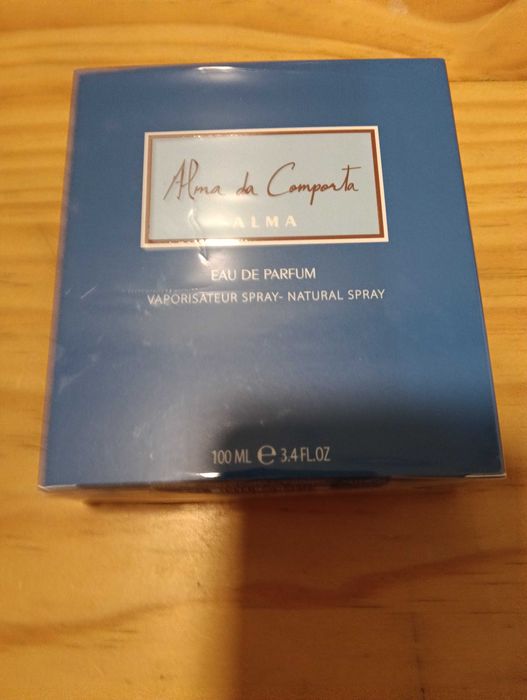 Alma da Comporta
ALMA
EAU DE PARFUM
VAPORISATEUR SPRAY- NATURAL SPRAY
100 ML ℮ 3.4 FL.OZ